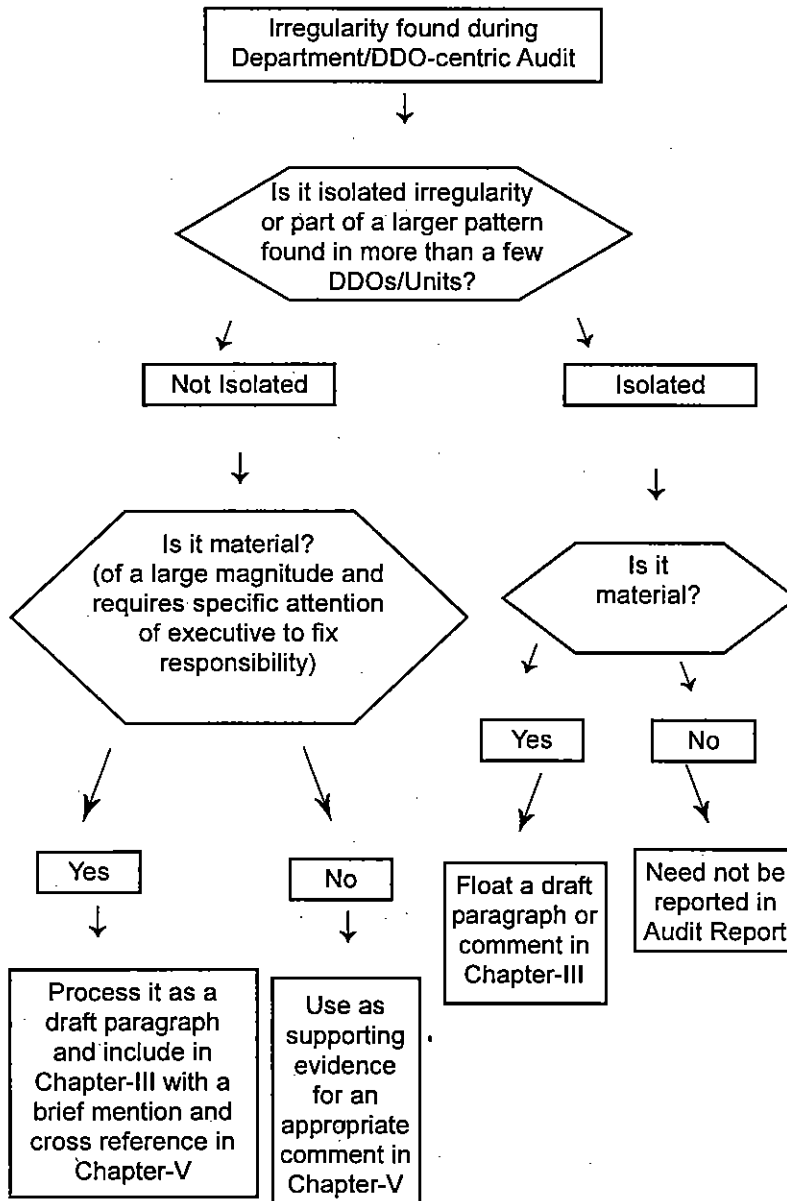 Irregularity found during
Department/DDO-centric Audit
Is it isolated irregularity
or part of a larger pattern
found in more than a few
DDOs/Units?
Not Isolated
Isolated
Is it material?
(of a large magnitude and
requires specific attention
of executive to fix
responsibility)
Is it
material?
Yes
No
Yes
No
Process it as a
draft paragraph
and include in
Chapter-III with a
brief mention and
cross reference in
Chapter-V
Use as
supporting
evidence
for an
appropriate
comment in
Chapter-V
Float a draft
paragraph or
comment in
Chapter-III
Need not be
reported in
Audit Report